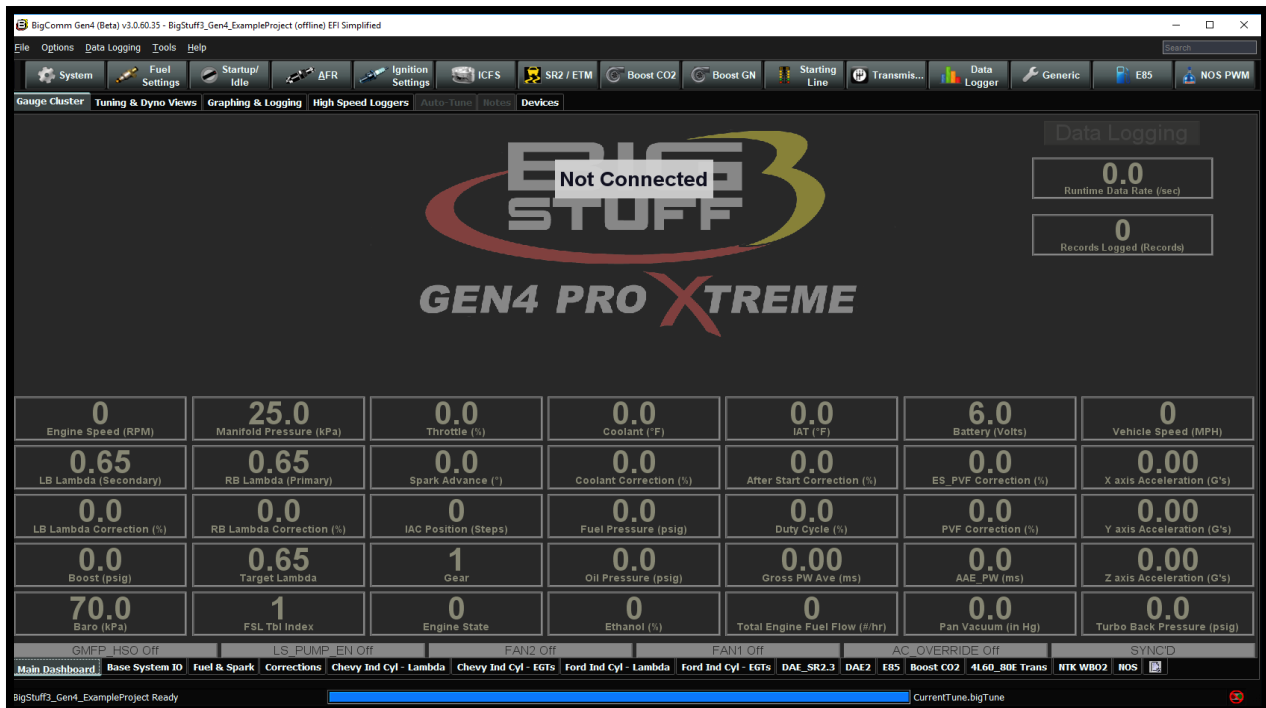 BigComm Gen4 (Beta) v3.0.60.35 - BigStuff3_Gen4_ExampleProject (offline) EFI Simplified
File Options Data Logging Tools Help
Search
System
Fuel Settings
Startup/ Idle
AFR
Ignition Settings
ICFS
SR2 / ETM
Boost CO2
Boost GN
Starting Line
Transmis...
Data Logger
Generic
E85
NOS PWM
Gauge Cluster Tuning & Dyno Views Graphing & Logging High Speed Loggers Auto-Tune Notes Devices
Data Logging
BIG 3
Not Connected
STUFF
GEN4 PRO XTREME
0.0
Runtime Data Rate (/sec)
0
Records Logged (Records)
0 25.0 0.0 0.0 0.0 6.0 0
Engine Speed (RPM) Manifold Pressure (kPa) Throttle (%) Coolant (°F) IAT (°F) Battery (Volts) Vehicle Speed (MPH)
0.65 0.65 0.0 0.0 0.0 0.0 0.00
LB Lambda (Secondary) RB Lambda (Primary) Spark Advance (°) Coolant Correction (%) After Start Correction (%) ES_PVF Correction (%) X axis Acceleration (G's)
0.0 0.0 0 0.0 0.0 0.0 0.00
LB Lambda Correction (%) RB Lambda Correction (%) IAC Position (Steps) Fuel Pressure (psig) Duty Cycle (%) PVF Correction (%) Y axis Acceleration (G's)
0.0 0.65 1 0.0 0.00 0.0 0.00
Boost (psig) Target Lambda Gear Oil Pressure (psig) Gross PW Ave (ms) AAE_PW (ms) Z axis Acceleration (G's)
70.0 1 0 0 0 0.0 0.0
Baro (kPa) FSL Tbl Index Engine State Ethanol (%) Total Engine Fuel Flow (#/hr) Pan Vacuum (in Hg) Turbo Back Pressure (psig)
GMFP_HSO Off LS_PUMP_EN Off FAN2 Off FAN1 Off AC_OVERRIDE Off SYNC'D
Main Dashboard Base System IO Fuel & Spark Corrections Chevy Ind Cyl - Lambda Chevy Ind Cyl - EGTs Ford Ind Cyl - Lambda Ford Ind Cyl - EGTs DAE_SR2.3 DAE2 E85 Boost CO2 4L60_80E Trans NTK WBO2 NOS
BigStuff3_Gen4_ExampleProject Ready
CurrentTune.bigTune